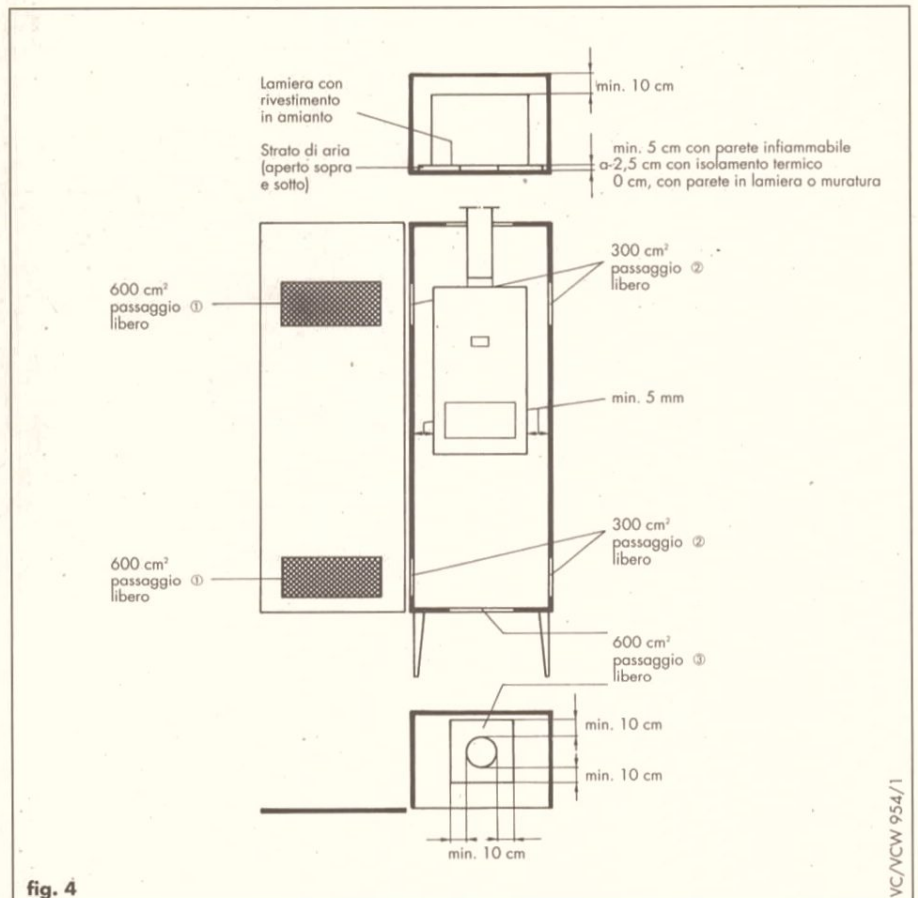 Lamiera con
rivestimento
in amianto
min. 10 cm
Strato di aria
(aperto sopra
e sotto)
min. 5 cm con parete infiammabile
a-2,5 cm con isolamento termico
0 cm, con parete in lamiera o muratura
600 cm²
passaggio ①
libero
300 cm²
passaggio ②
libero
min. 5 mm
600 cm²
passaggio ①
libero
300 cm²
passaggio ②
libero
600 cm²
passaggio ③
libero
min. 10 cm
min. 10 cm
min. 10 cm
fig. 4
VC/VCW 954/1